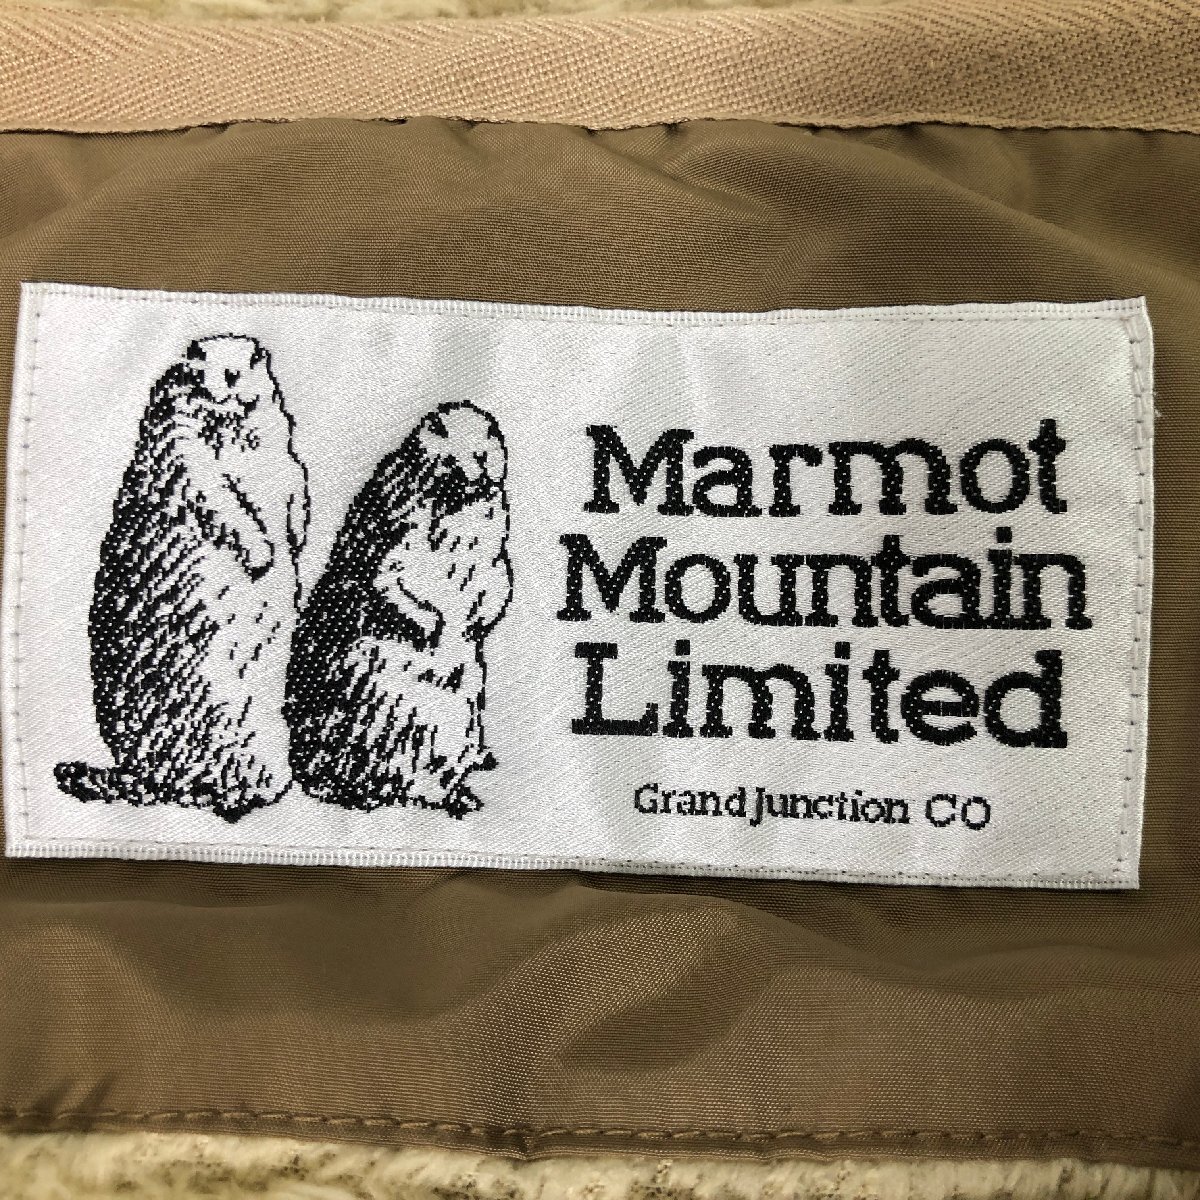 Marmot
Mountain
Limited
Grand Junction CO